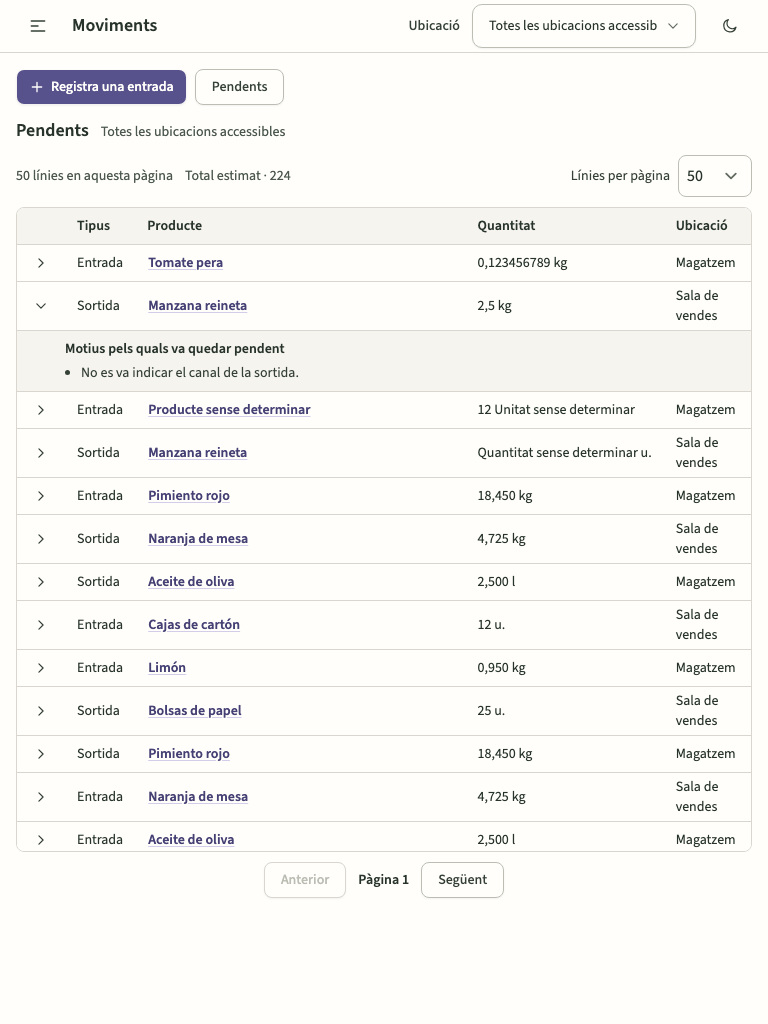 Moviments
Ubicació
Totes les ubicacions accessib
Registra una entrada
Pendents
Pendents
Totes les ubicacions accessibles
50 línies en aquesta pàgina
Total estimat · 224
Línies per pàgina
50
Tipus Producte Quantitat Ubicació
Entrada Tomate pera 0,123456789 kg Magatzem
Sortida Manzana reineta 2,5 kg Sala de
vendes
Motius pels quals va quedar pendent
• No es va indicar el canal de la sortida.
Entrada Producte sense determinar 12 Unitat sense determinar Magatzem
Sortida Manzana reineta Quantitat sense determinar u. Sala de
vendes
Entrada Pimiento rojo 18,450 kg Magatzem
Sortida Naranja de mesa 4,725 kg Sala de
vendes
Sortida Aceite de oliva 2,500 l Magatzem
Entrada Cajas de cartón 12 u. Sala de
vendes
Entrada Limón 0,950 kg Magatzem
Sortida Bolsas de papel 25 u. Sala de
vendes
Sortida Pimiento rojo 18,450 kg Magatzem
Entrada Naranja de mesa 4,725 kg Sala de
vendes
Entrada Aceite de oliva 2,500 l Magatzem
Anterior
Pàgina 1
Següent